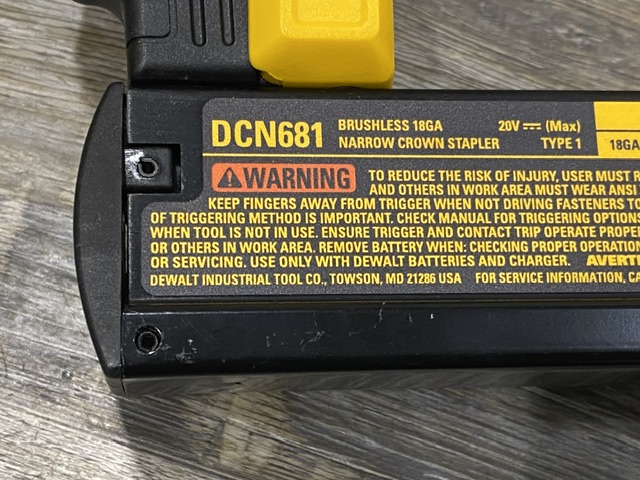 DCN681 BRUSHLESS 18GA 20V (Max)
NARROW CROWN STAPLER TYPE 1 18GA
WARNING TO REDUCE THE RISK OF INJURY, USER MUST
AND OTHERS IN WORK AREA MUST WEAR
KEEP FINGERS AWAY FROM TRIGGER WHEN NOT DRIVING FASTENERS TO
OF TRIGGERING METHOD IS IMPORTANT. CHECK MANUAL FOR TRIGGERING OPTIONS
WHEN TOOL IS NOT IN USE. ENSURE TRIGGER AND CONTACT TRIP OPERATE
OR OTHERS IN WORK AREA. REMOVE BATTERY WHEN: CHECKING PROPER
OR SERVICING. USE ONLY WITH DEWALT BATTERIES AND CHARGER. AVERT
DEWALT INDUSTRIAL TOOL CO., TOWSON, MD 21286 USA FOR SERVICE INFORMATION,